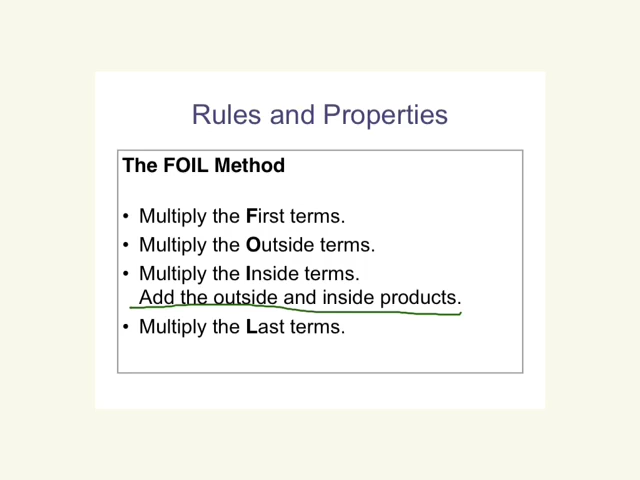 Rules and Properties
The FOIL Method
• Multiply the First terms.
• Multiply the Outside terms.
• Multiply the Inside terms.
Add the outside and inside products.
• Multiply the Last terms.